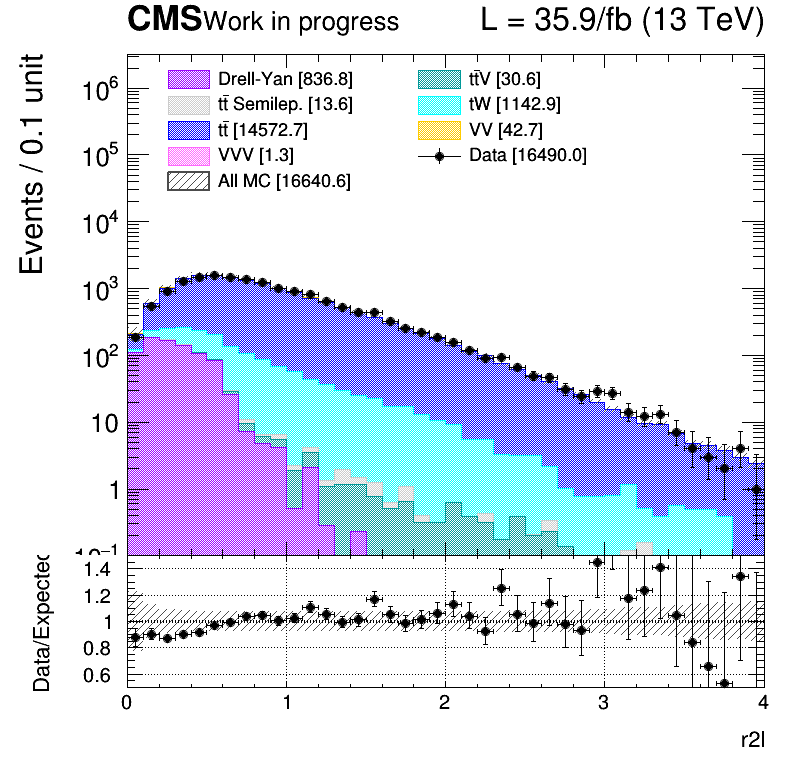 CMS Work in progress L = 35.9/fb (13 TeV)
Events / 0.1 unit
Drell-Yan [836.8]
tt̄ Semilep. [13.6]
tt̄ [14572.7]
VVV [1.3]
All MC [16640.6]
tt̄V [30.6]
tW [1142.9]
VV [42.7]
Data [16490.0]
10⁶
10⁵
10⁴
10³
10²
10
1
10⁻¹
Data/Expected
1.4
1.2
1
0.8
0.6
0 1 2 3 4
r2l